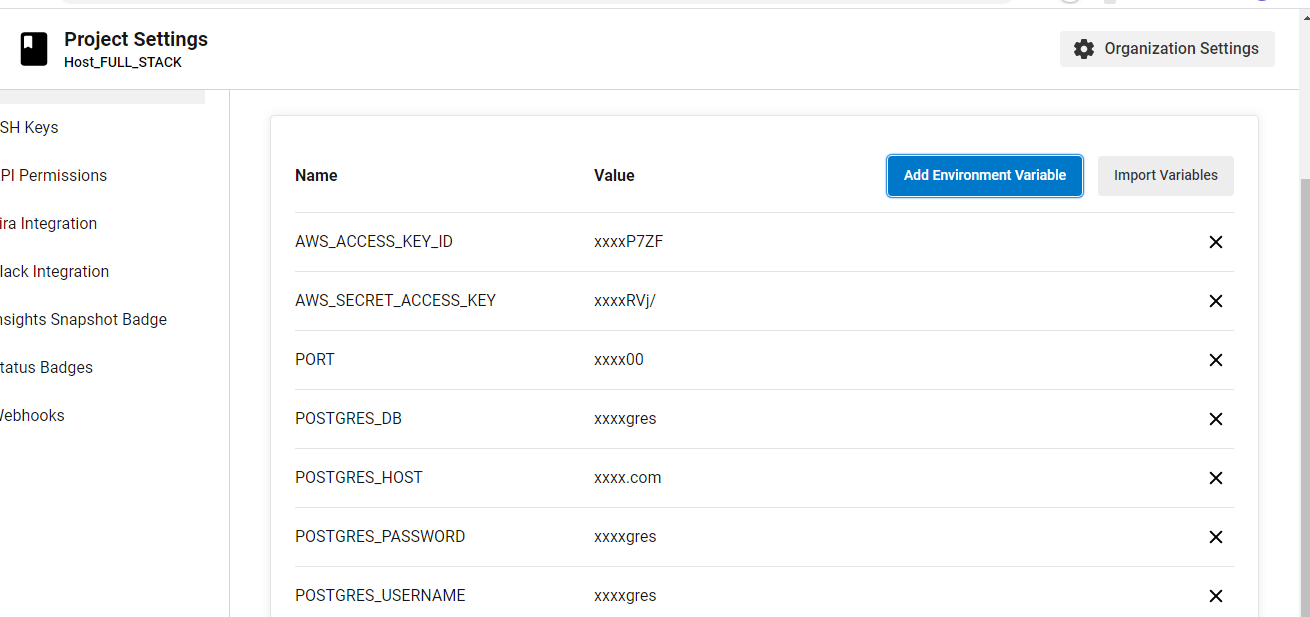 Project Settings
Host_FULL_STACK
Organization Settings
SH Keys
PI Permissions
ira Integration
lack Integration
nsights Snapshot Badge
tatus Badges
Webhooks
Name Value Add Environment Variable Import Variables
AWS_ACCESS_KEY_ID xxxxP7ZF
AWS_SECRET_ACCESS_KEY xxxxRVj/
PORT xxxx00
POSTGRES_DB xxxxgres
POSTGRES_HOST xxxx.com
POSTGRES_PASSWORD xxxxgres
POSTGRES_USERNAME xxxxgres